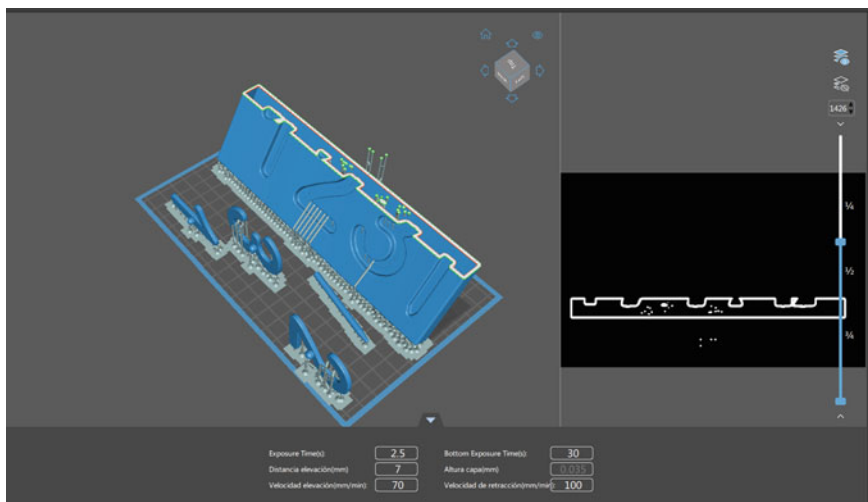 1426
¼
½
¾
Exposure Time(s): 2.5 Bottom Exposure Time(s): 30
Distancia elevación(mm) 7 Altura capa(mm) 0.035
Velocidad elevación(mm/min): 70 Velocidad de retracción(mm/min): 100